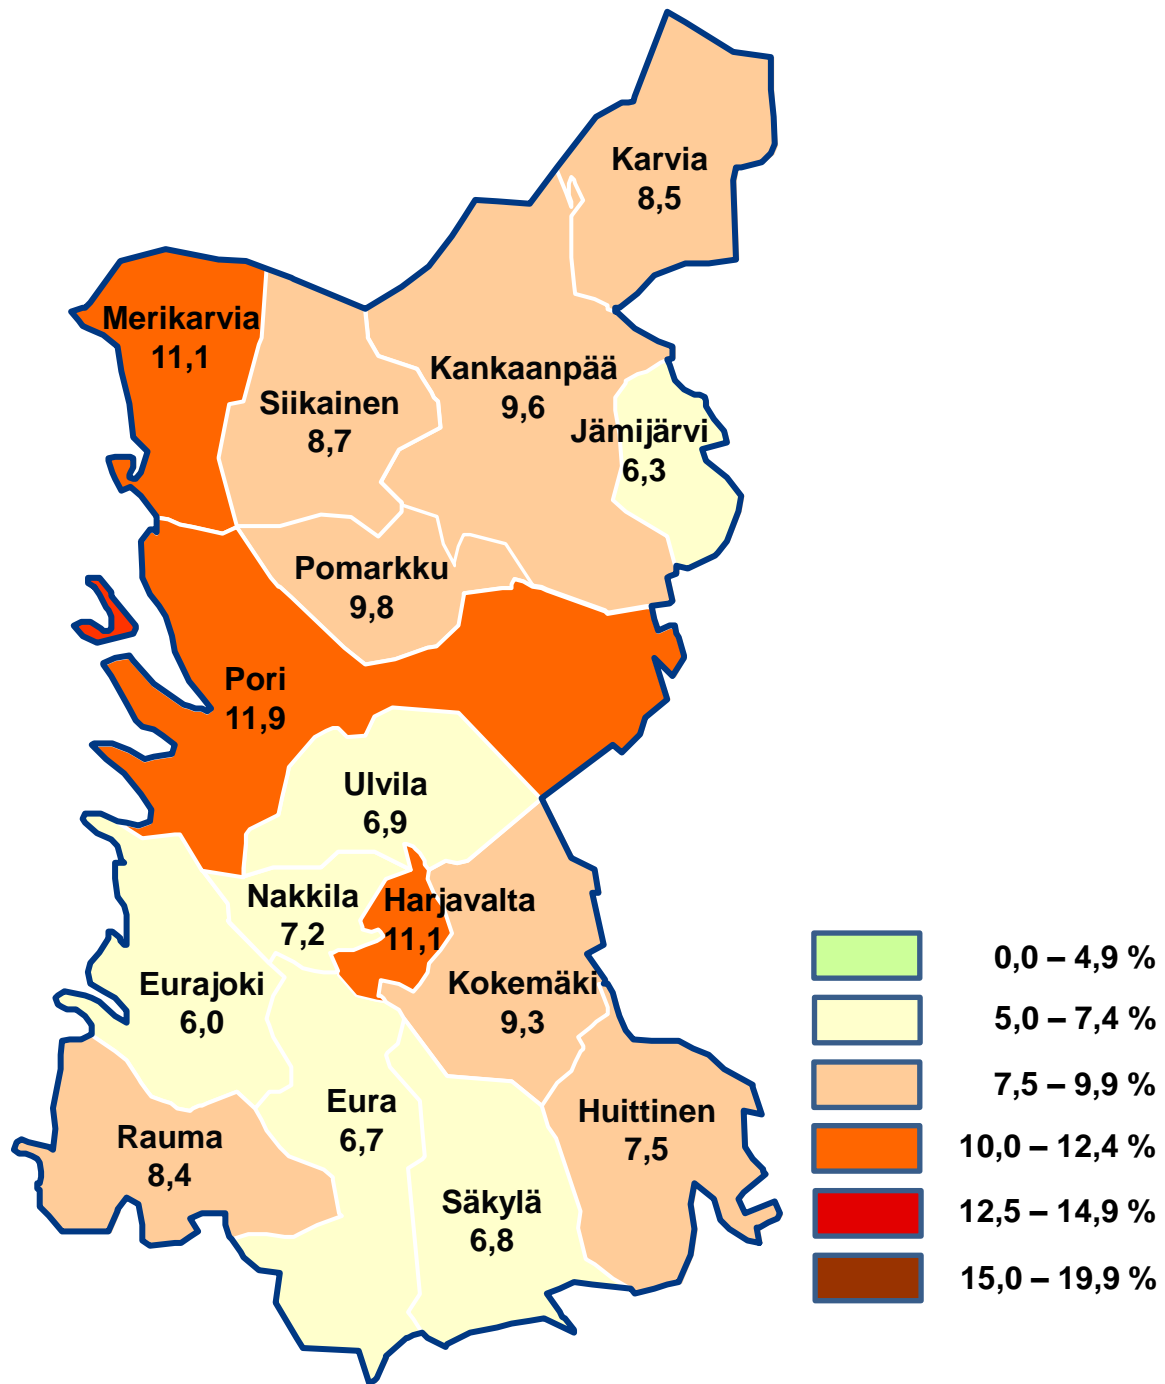 Karvia
8,5
Merikarvia
11,1
Kankaanpää
9,6
Siikainen
8,7
Jämijärvi
6,3
Pomarkku
9,8
Pori
11,9
Ulvila
6,9
Nakkila
7,2
Harjavalta
11,1
Eurajoki
6,0
Kokemäki
9,3
Eura
6,7
Huittinen
7,5
Rauma
8,4
Säkylä
6,8
0,0 – 4,9 %
5,0 – 7,4 %
7,5 – 9,9 %
10,0 – 12,4 %
12,5 – 14,9 %
15,0 – 19,9 %